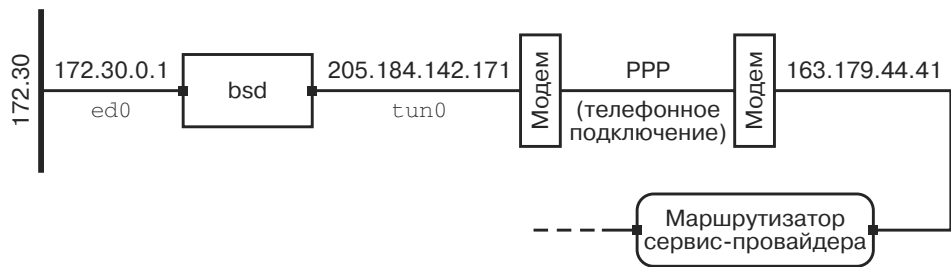 172.30
172.30.0.1
ed0
bsd
205.184.142.171
tun0
Модем
PPP
(телефонное
подключение)
Модем
163.179.44.41
Маршрутизатор
сервис-провайдера